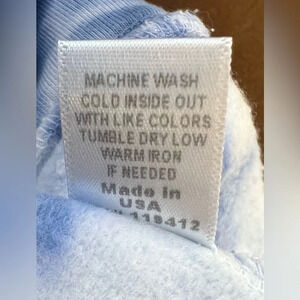 MACHINE WASH
COLD INSIDE OUT
WITH LIKE COLORS
TUMBLE DRY LOW
WARM IRON
IF NEEDED
Made in
USA
119412